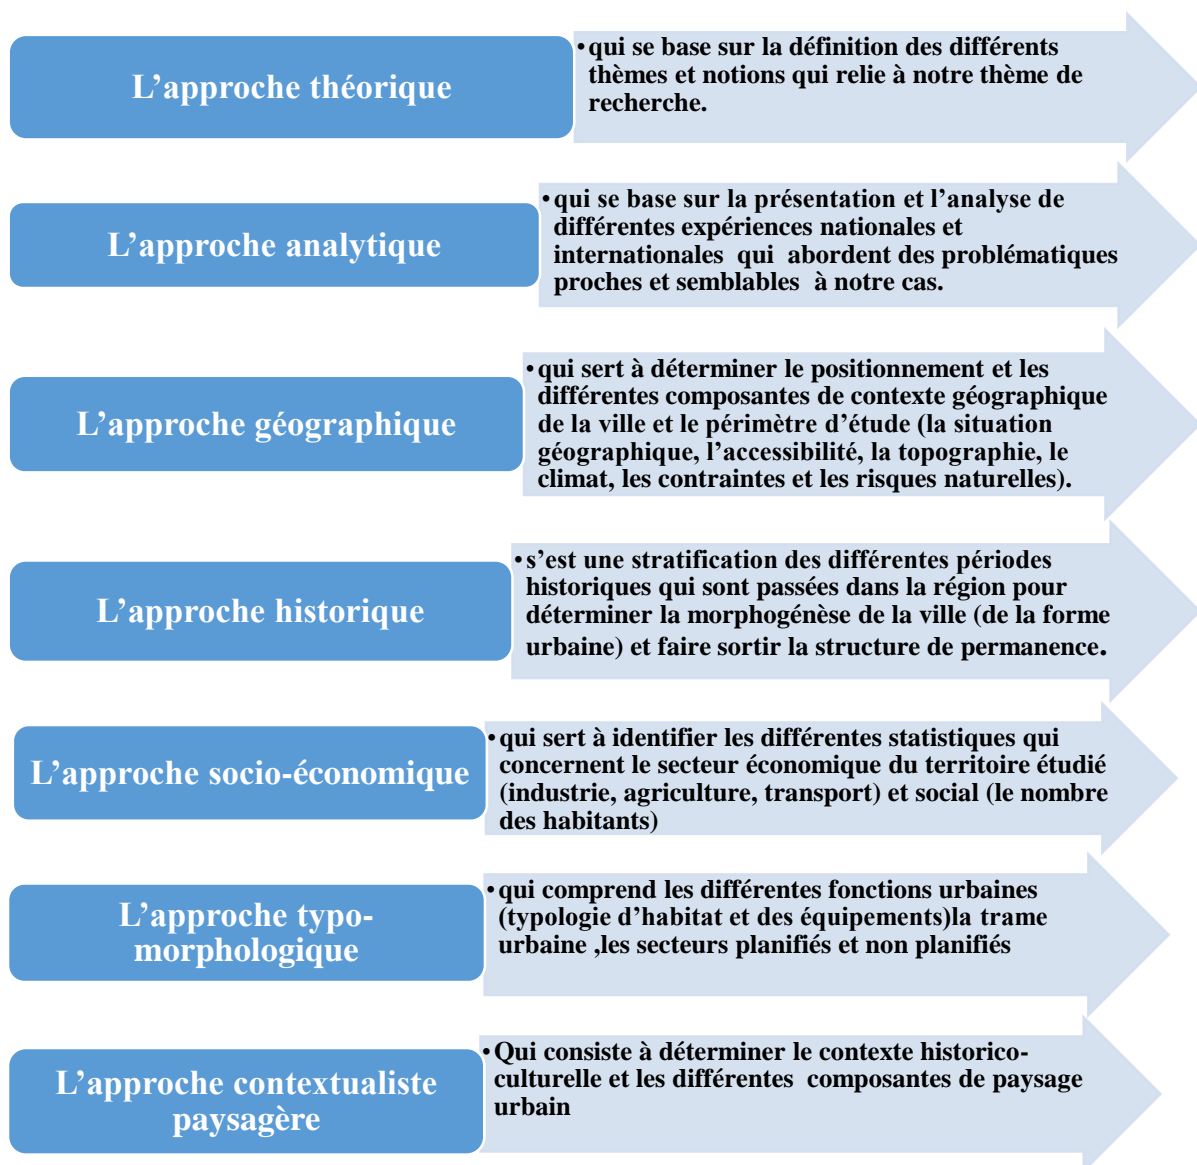 L’approche théorique
•qui se base sur la définition des différents
thèmes et notions qui relie à notre thème de
recherche.
L’approche analytique
•qui se base sur la présentation et l’analyse de
différentes expériences nationales et
internationales qui abordent des problématiques
proches et semblables à notre cas.
L’approche géographique
•qui sert à déterminer le positionnement et les
différentes composantes de contexte géographique
de la ville et le périmètre d’étude (la situation
géographique, l’accessibilité, la topographie, le
climat, les contraintes et les risques naturelles).
L’approche historique
•s’est une stratification des différentes périodes
historiques qui sont passées dans la région pour
déterminer la morphogénèse de la ville (de la forme
urbaine) et faire sortir la structure de permanence.
L’approche socio-économique
•qui sert à identifier les différentes statistiques qui
concernent le secteur économique du territoire étudié
(industrie, agriculture, transport) et social (le nombre
des habitants)
L’approche typo-
morphologique
•qui comprend les différentes fonctions urbaines
(typologie d’habitat et des équipements)la trame
urbaine ,les secteurs planifiés et non planifiés
L’approche contextualiste
paysagère
•Qui consiste à déterminer le contexte historico-
culturelle et les différentes composantes de paysage
urbain